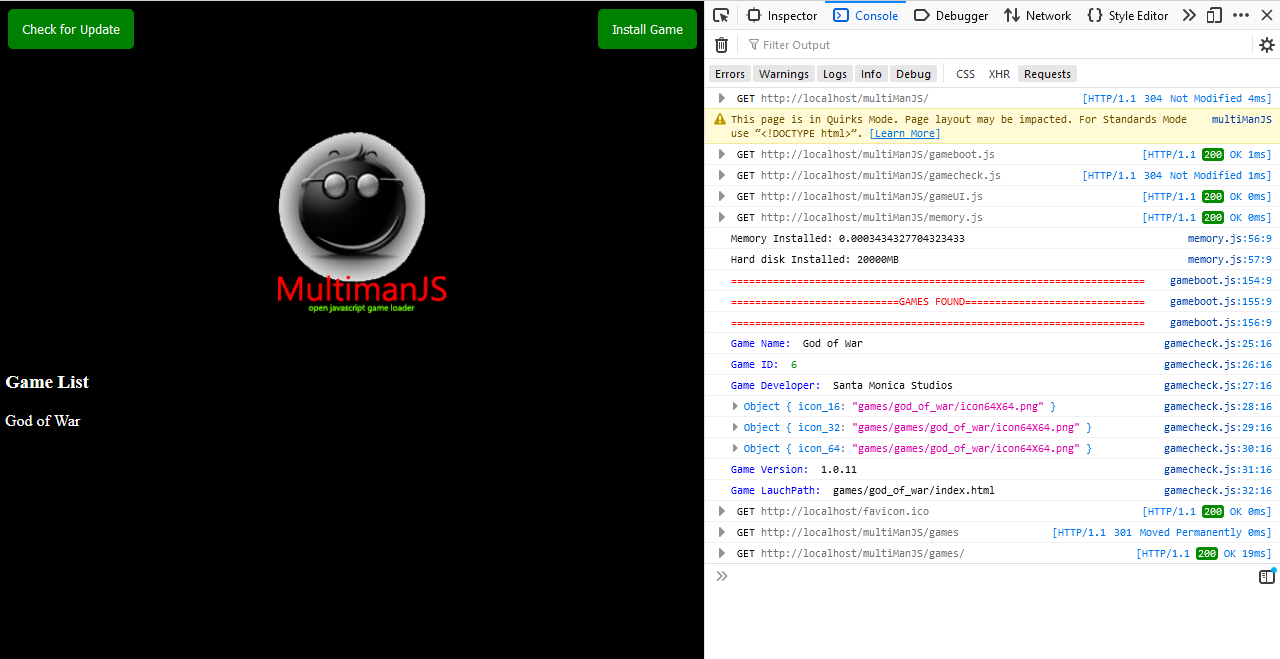 Check for Update
Install Game
MultimanJS
open javascript game loader
Game List
God of War
Inspector Console Debugger Network Style Editor
Filter Output
Errors Warnings Logs Info Debug CSS XHR Requests
GET http://localhost/multiManJS/ [HTTP/1.1 304 Not Modified 4ms]
This page is in Quirks Mode. Page layout may be impacted. For Standards Mode multiManJS
use “<!DOCTYPE html>”. [Learn More]
GET http://localhost/multiManJS/gameboot.js [HTTP/1.1 200 OK 1ms]
GET http://localhost/multiManJS/gamecheck.js [HTTP/1.1 304 Not Modified 1ms]
GET http://localhost/multiManJS/gameUI.js [HTTP/1.1 200 OK 0ms]
GET http://localhost/multiManJS/memory.js [HTTP/1.1 200 OK 0ms]
Memory Installed: 0.0003434327704323433 memory.js:56:9
Hard disk Installed: 20000MB memory.js:57:9
===================================================================== gameboot.js:154:9
============================GAMES FOUND============================== gameboot.js:155:9
===================================================================== gameboot.js:156:9
Game Name: God of War gamecheck.js:25:16
Game ID: 6 gamecheck.js:26:16
Game Developer: Santa Monica Studios gamecheck.js:27:16
Object { icon_16: "games/god_of_war/icon64X64.png" } gamecheck.js:28:16
Object { icon_32: "games/games/god_of_war/icon64X64.png" } gamecheck.js:29:16
Object { icon_64: "games/games/god_of_war/icon64X64.png" } gamecheck.js:30:16
Game Version: 1.0.11 gamecheck.js:31:16
Game LauchPath: games/god_of_war/index.html gamecheck.js:32:16
GET http://localhost/favicon.ico [HTTP/1.1 200 OK 0ms]
GET http://localhost/multiManJS/games [HTTP/1.1 301 Moved Permanently 0ms]
GET http://localhost/multiManJS/games/ [HTTP/1.1 200 OK 19ms]